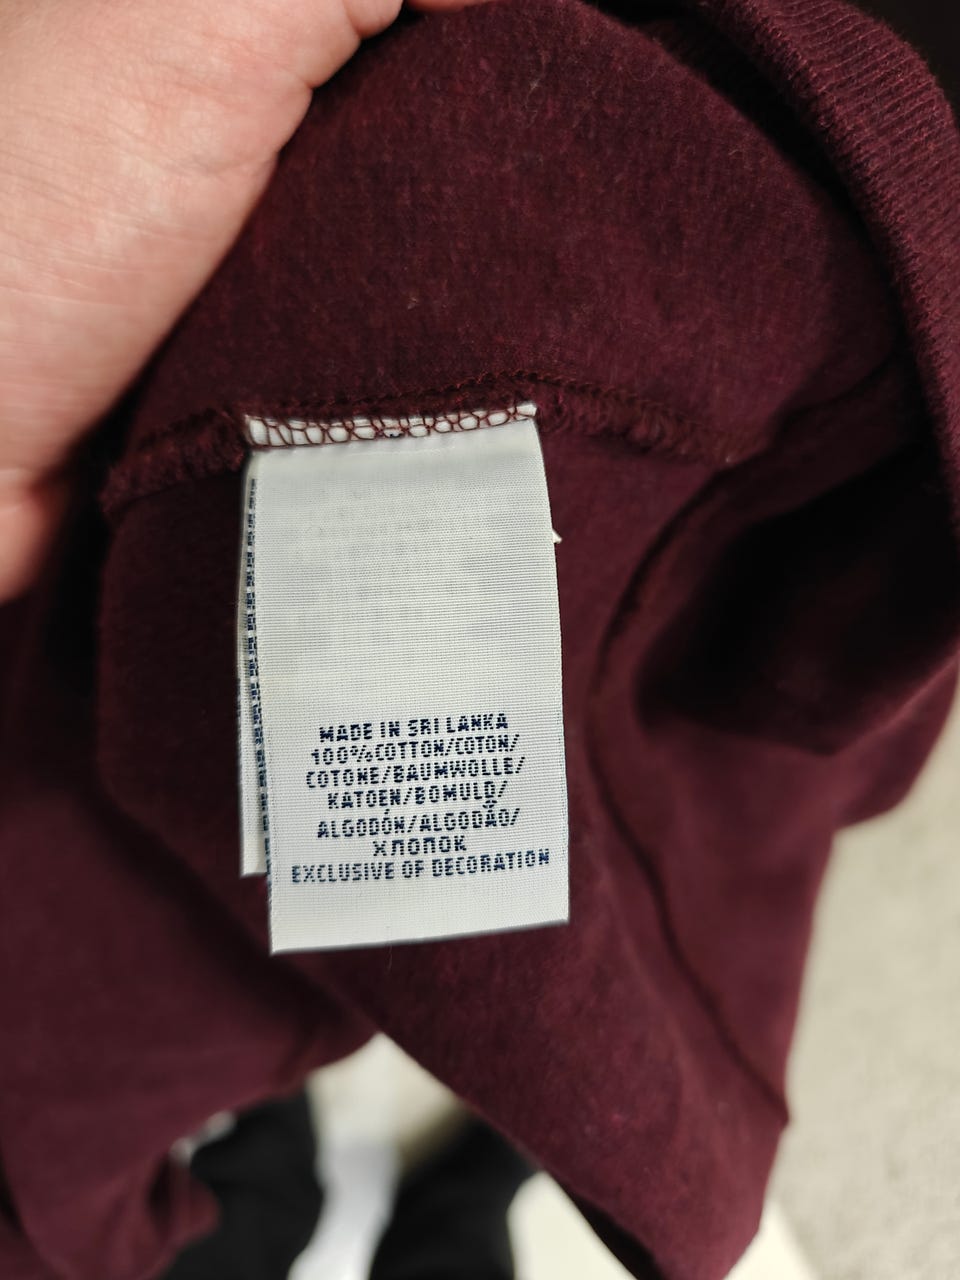 MADE IN SRI LANKA
100%COTTON/COTON/
COTONE/BAUMWOLLE/
KATOEN/BOMULD/
ALGODÓN/ALGODÃO/
ХЛОПОК
EXCLUSIVE OF DECORATION